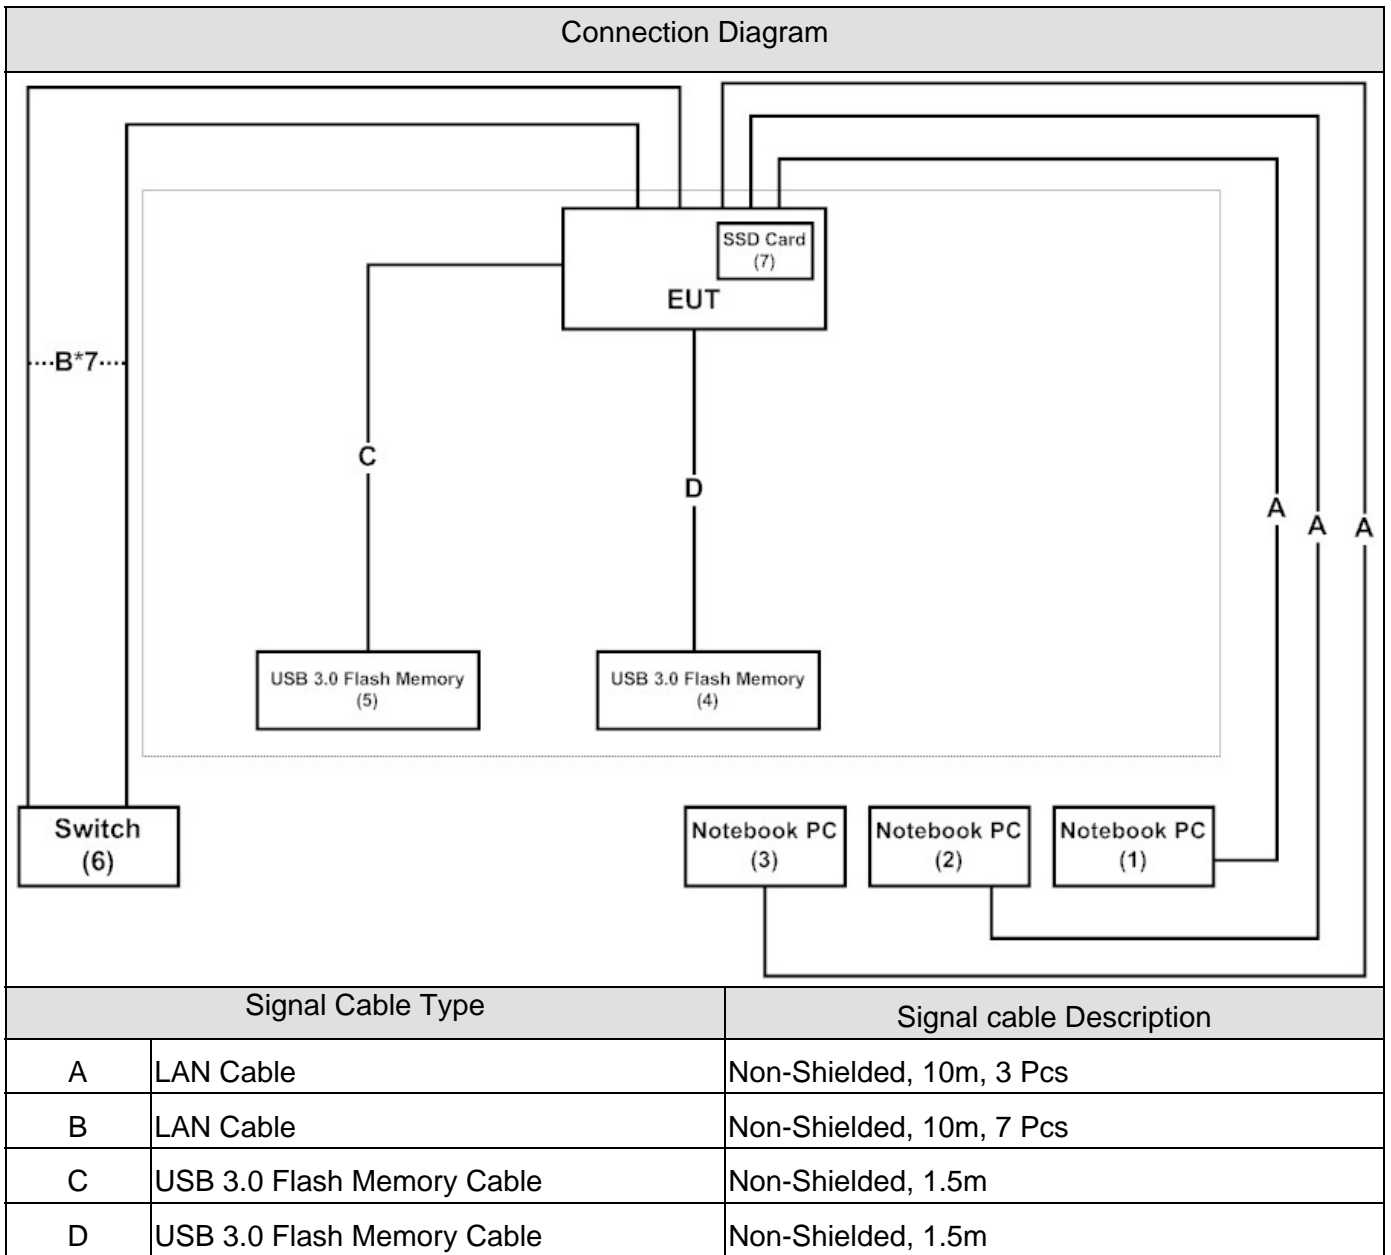 Connection Diagram
SSD Card
(7)
EUT
B*7
C
D
A
A
A
USB 3.0 Flash Memory
(5)
USB 3.0 Flash Memory
(4)
Switch
(6)
Notebook PC
(3)
Notebook PC
(2)
Notebook PC
(1)
Signal Cable Type Signal cable Description
A LAN Cable Non-Shielded, 10m, 3 Pcs
B LAN Cable Non-Shielded, 10m, 7 Pcs
C USB 3.0 Flash Memory Cable Non-Shielded, 1.5m
D USB 3.0 Flash Memory Cable Non-Shielded, 1.5m